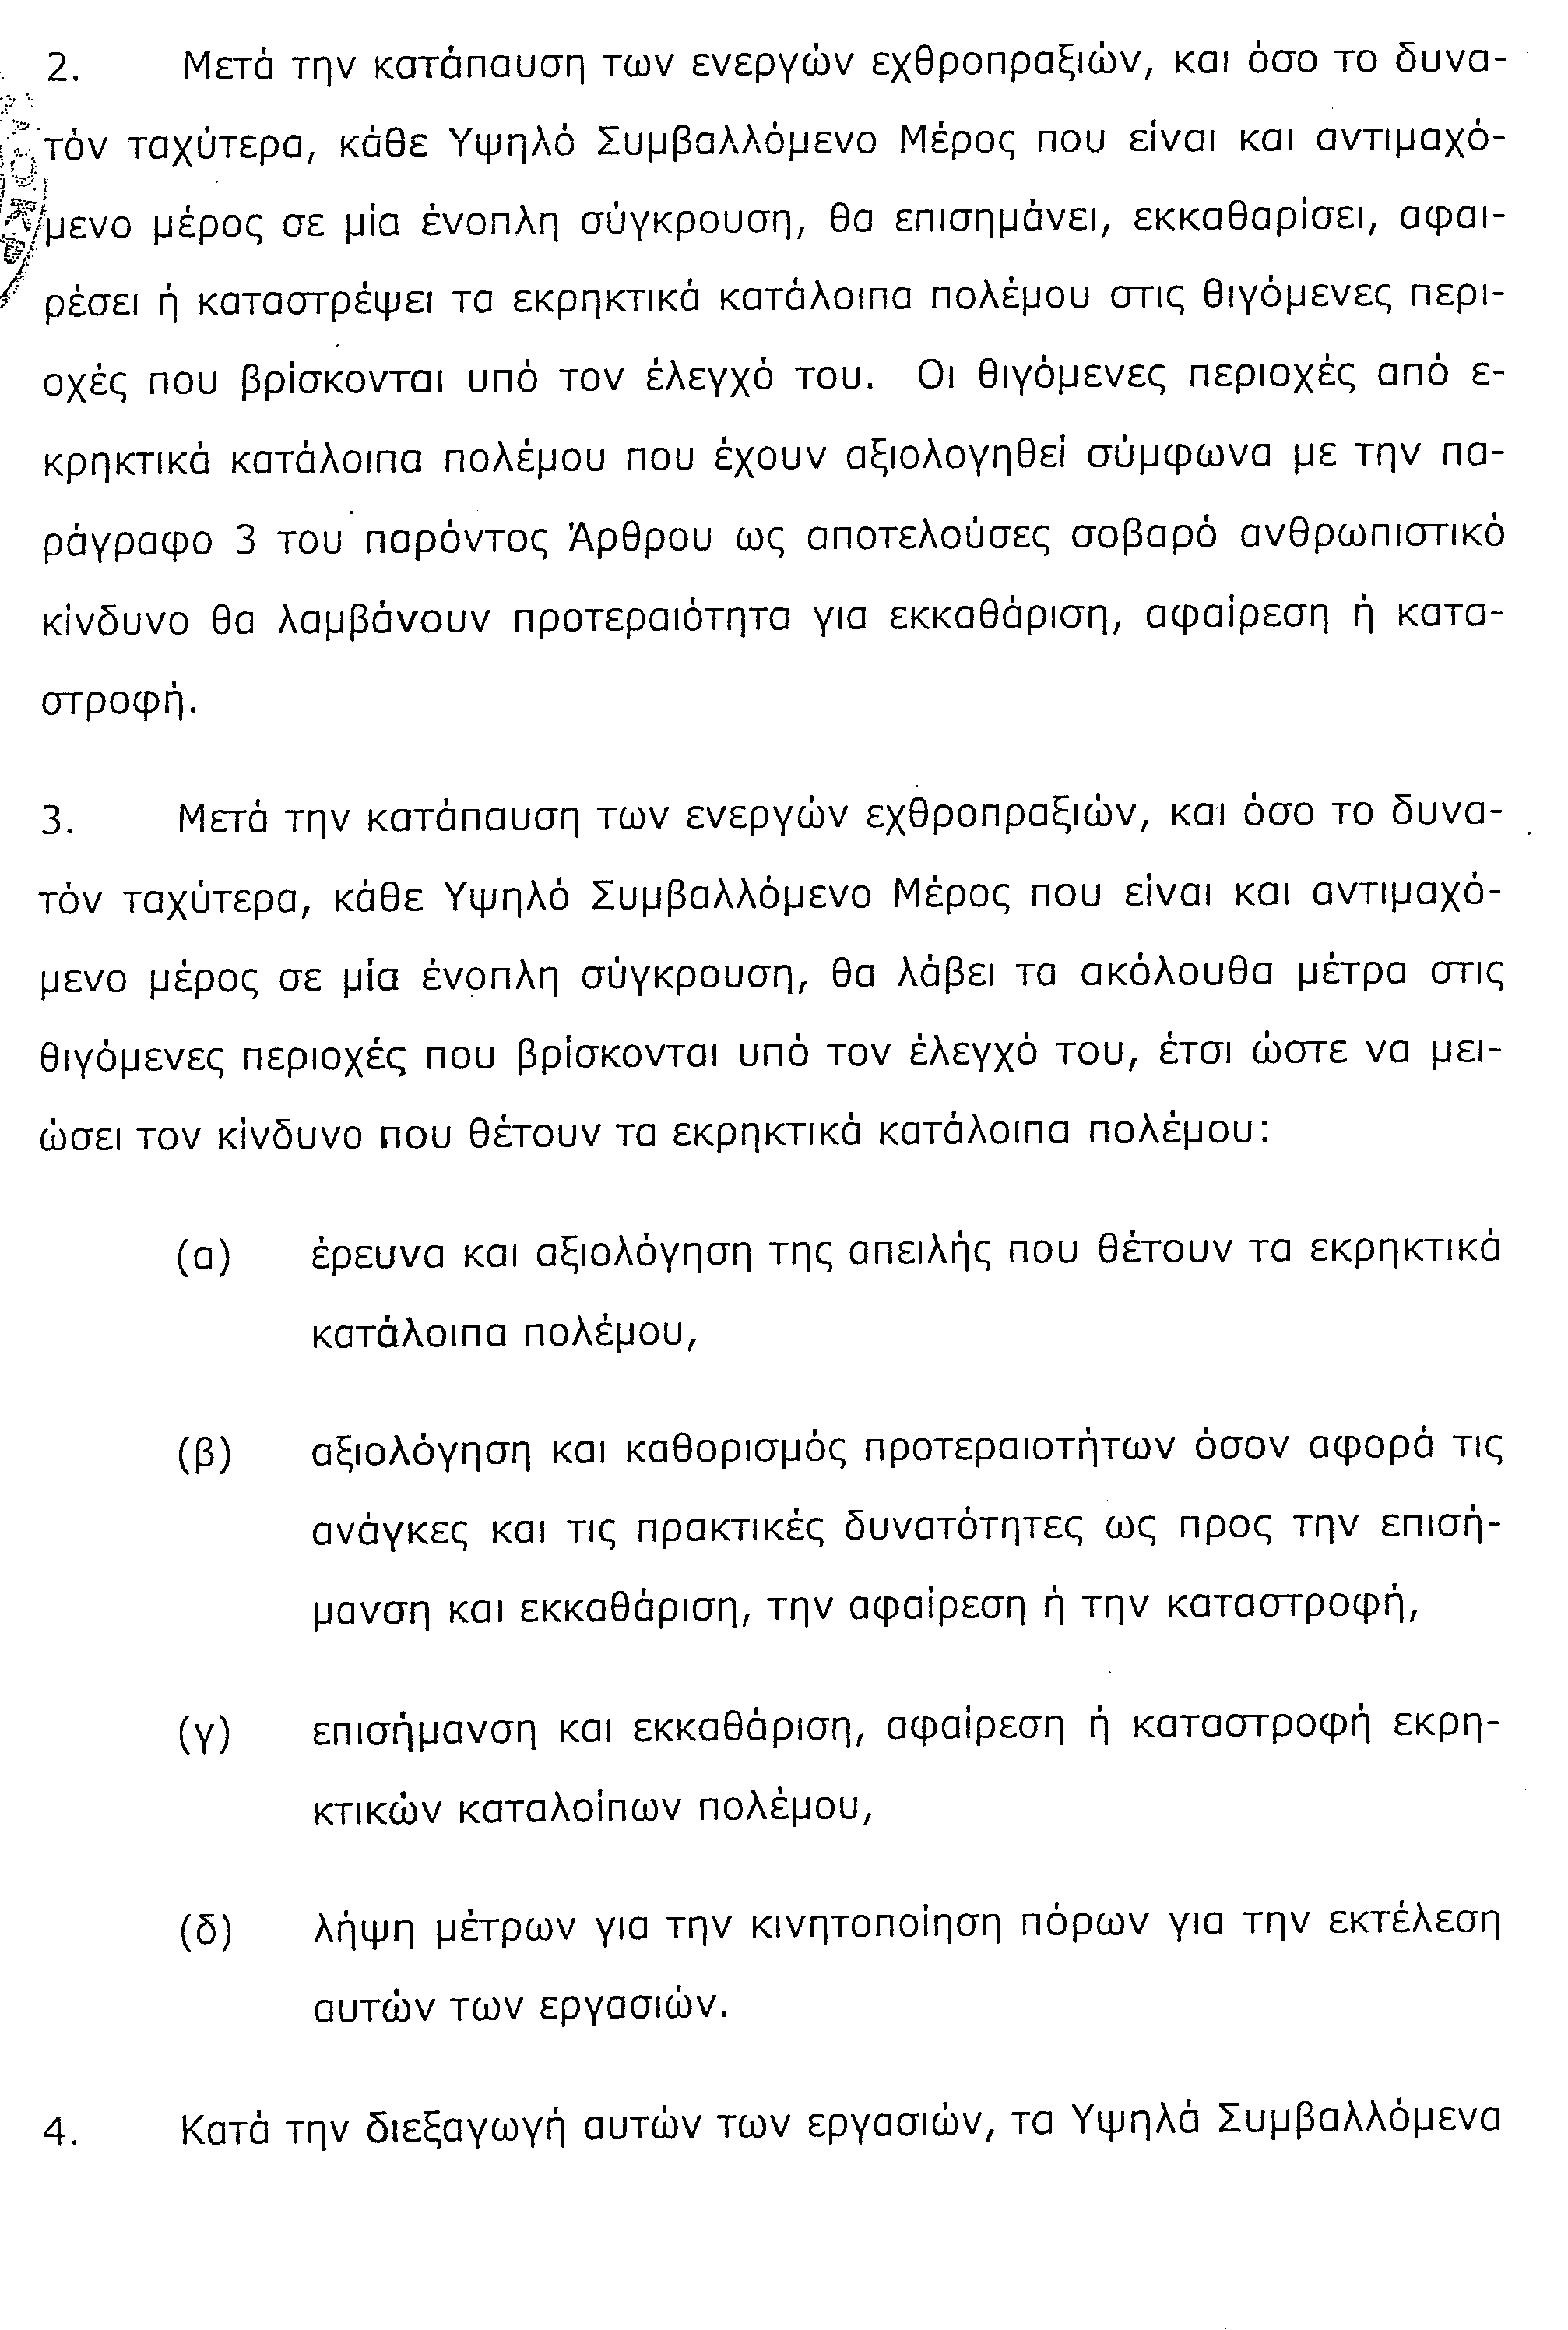 2. Μετά την κατάπαυση των ενεργών εχθροπραξιών, και όσο το δυνα-
τόν ταχύτερα, κάθε Υψηλό Συμβαλλόμενο Μέρος που είναι και αντιμαχό-
μενο μέρος σε μία ένοπλη σύγκρουση, θα επισημάνει, εκκαθαρίσει, αφαι-
ρέσει ή καταστρέψει τα εκρηκτικά κατάλοιπα πολέμου στις θιγόμενες περι-
οχές που βρίσκονται υπό τον έλεγχό του. Οι θιγόμενες περιοχές από ε-
κρηκτικά κατάλοιπα πολέμου που έχουν αξιολογηθεί σύμφωνα με την πα-
ράγραφο 3 του παρόντος Άρθρου ως αποτελούσες σοβαρό ανθρωπιστικό
κίνδυνο θα λαμβάνουν προτεραιότητα για εκκαθάριση, αφαίρεση ή κατα-
στροφή.
3. Μετά την κατάπαυση των ενεργών εχθροπραξιών, και όσο το δυνα-
τόν ταχύτερα, κάθε Υψηλό Συμβαλλόμενο Μέρος που είναι και αντιμαχό-
μενο μέρος σε μία ένοπλη σύγκρουση, θα λάβει τα ακόλουθα μέτρα στις
θιγόμενες περιοχές που βρίσκονται υπό τον έλεγχό του, έτσι ώστε να μει-
ώσει τον κίνδυνο που θέτουν τα εκρηκτικά κατάλοιπα πολέμου:
(α) έρευνα και αξιολόγηση της απειλής που θέτουν τα εκρηκτικά
κατάλοιπα πολέμου,
(β) αξιολόγηση και καθορισμός προτεραιοτήτων όσον αφορά τις
ανάγκες και τις πρακτικές δυνατότητες ως προς την επισή-
μανση και εκκαθάριση, την αφαίρεση ή την καταστροφή,
(γ) επισήμανση και εκκαθάριση, αφαίρεση ή καταστροφή εκρη-
κτικών καταλοίπων πολέμου,
(δ) λήψη μέτρων για την κινητοποίηση πόρων για την εκτέλεση
αυτών των εργασιών.
4. Κατά την διεξαγωγή αυτών των εργασιών, τα Υψηλά Συμβαλλόμενα